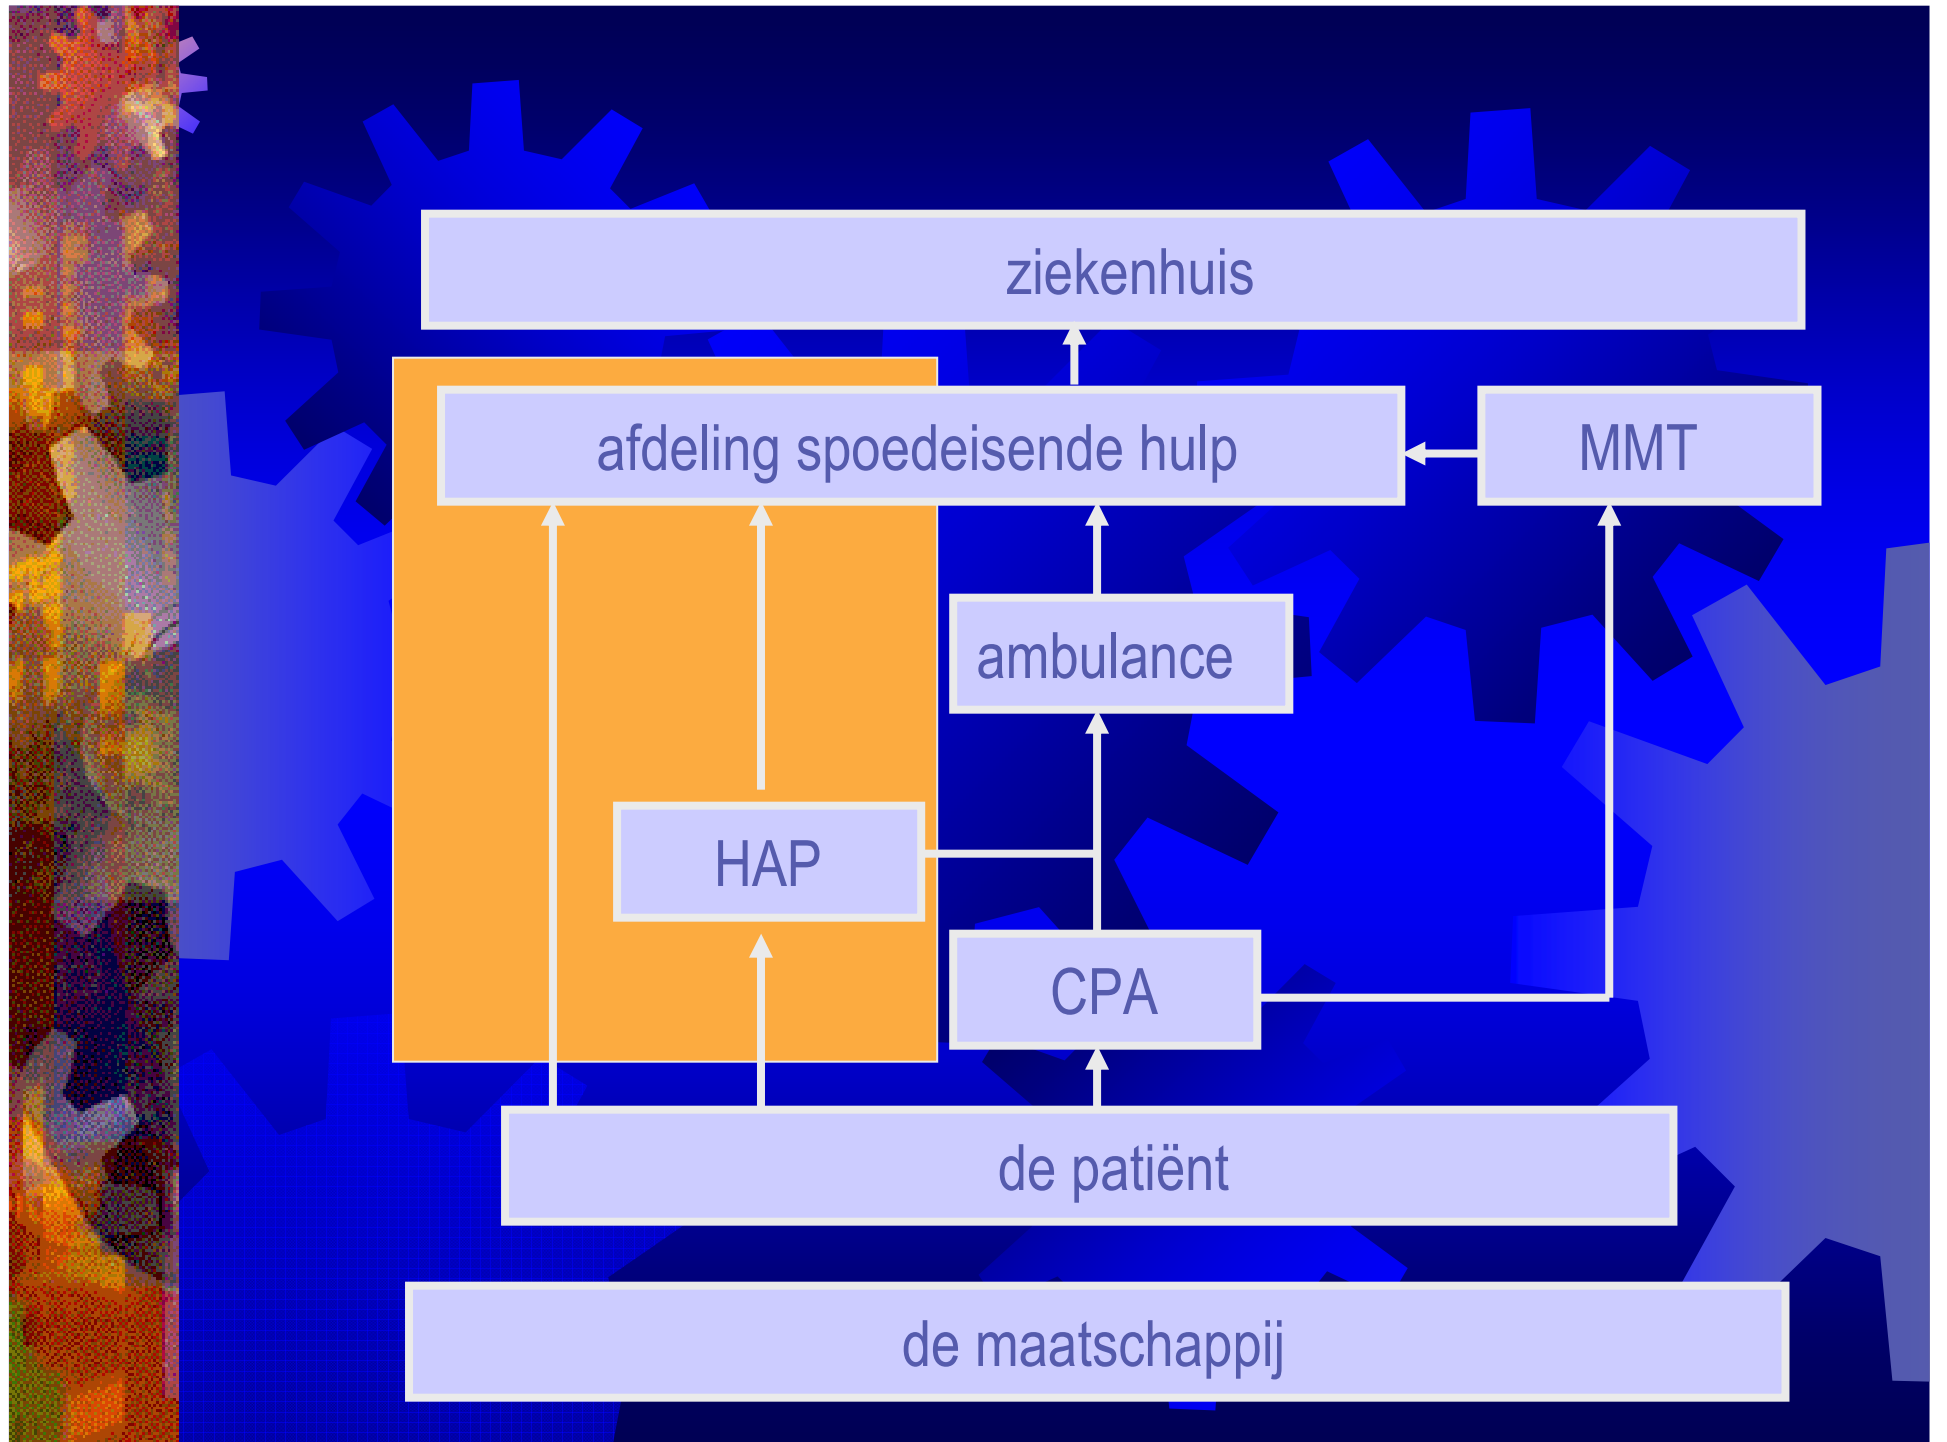 ziekenhuis
afdeling spoedeisende hulp
MMT
ambulance
HAP
CPA
de patiënt
de maatschappij